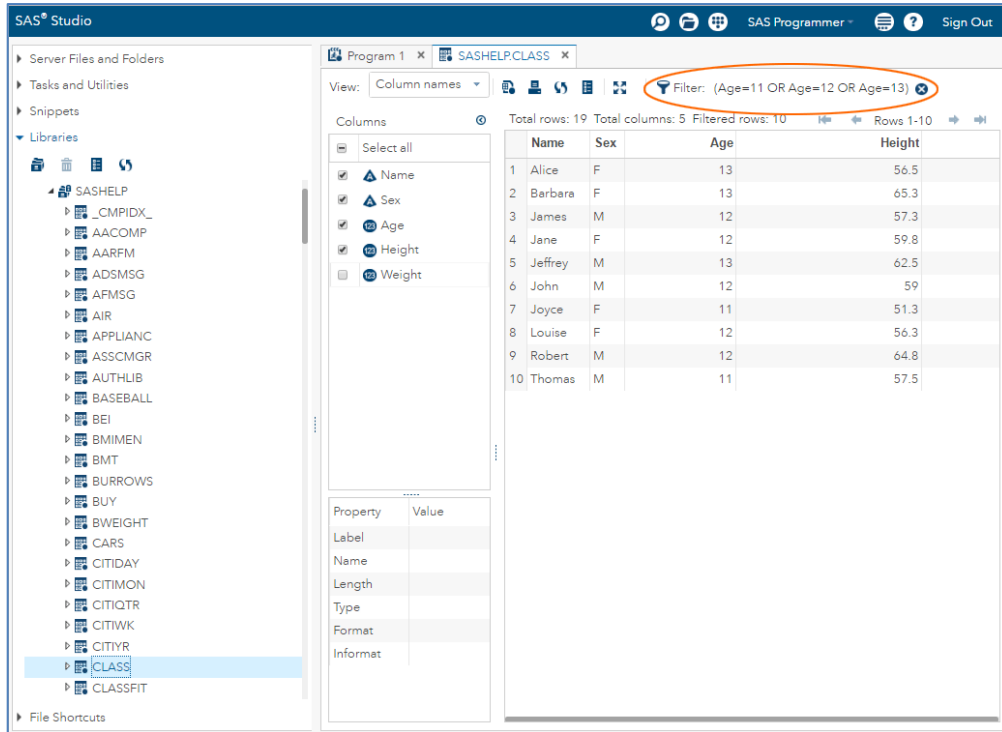 SAS® Studio
SAS Programmer
Sign Out
Server Files and Folders
Tasks and Utilities
Snippets
Libraries
SASHELP
_CMPIDX_
AACOMP
AARFM
ADSMSG
AFMSG
AIR
APPLIANC
ASSCMGR
AUTHLIB
BASEBALL
BEI
BMIMEN
BMT
BURROWS
BUY
BWEIGHT
CARS
CITIDAY
CITIMON
CITIQTR
CITIWK
CITIYR
CLASS
CLASSFIT
File Shortcuts
Program 1
SASHELP.CLASS
View: Column names
Filter: (Age=11 OR Age=12 OR Age=13)
Columns
Select all
Name
Sex
Age
Height
Weight
Property Value
Label
Name
Length
Type
Format
Informat
Total rows: 19 Total columns: 5 Filtered rows: 10 Rows 1-10
Name Sex Age Height
1 Alice F 13 56.5
2 Barbara F 13 65.3
3 James M 12 57.3
4 Jane F 12 59.8
5 Jeffrey M 13 62.5
6 John M 12 59
7 Joyce F 11 51.3
8 Louise F 12 56.3
9 Robert M 12 64.8
10 Thomas M 11 57.5